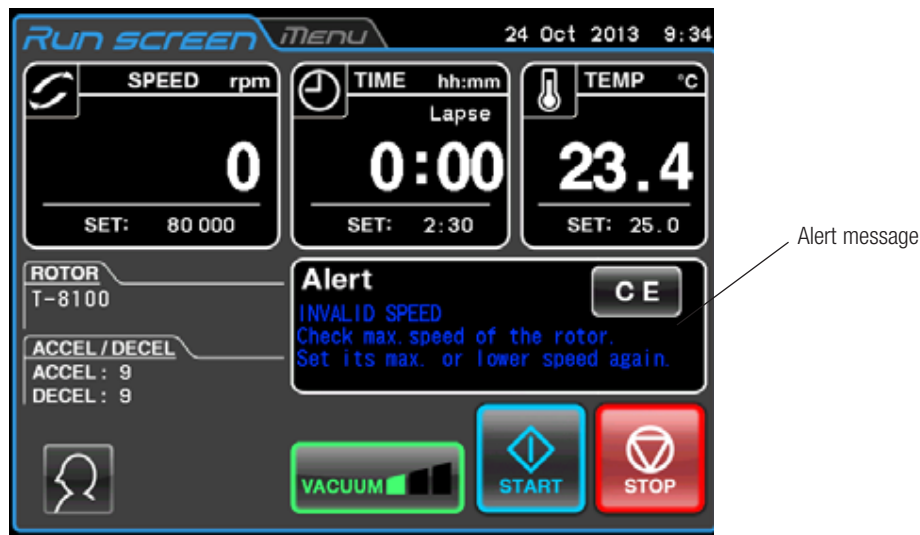 Run screen Menu 24 Oct 2013 9:34
SPEED rpm
0
SET: 80 000
TIME hh:mm
Lapse
0:00
SET: 2:30
TEMP °C
23.4
SET: 25.0
ROTOR
T-8100
ACCEL/DECEL
ACCEL: 9
DECEL: 9
Alert
CE
INVALID SPEED
Check max.speed of the rotor.
Set its max. or lower speed again.
Alert message
VACUUM
START
STOP